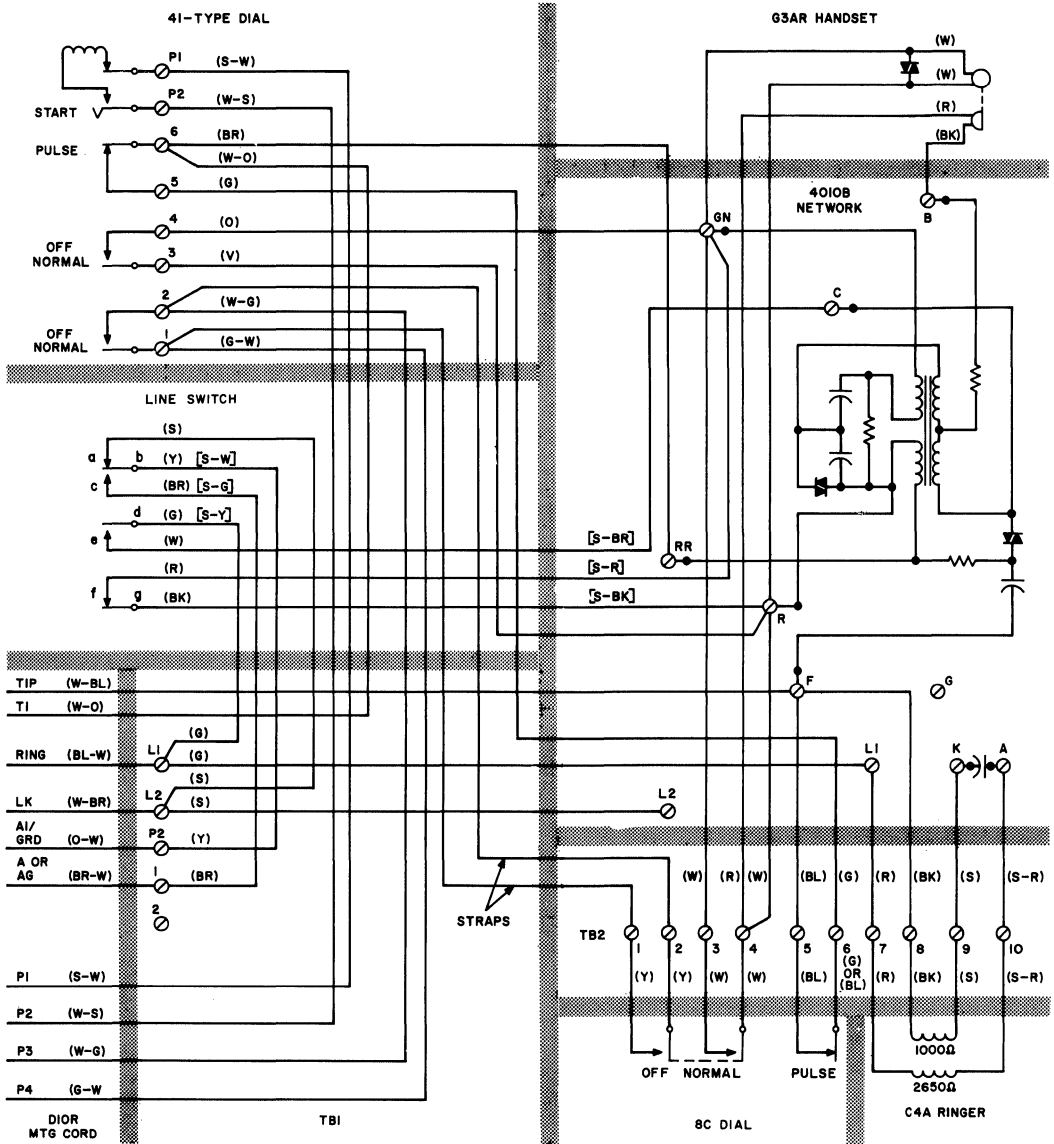 41-TYPE DIAL
G3AR HANDSET
P1 (S-W)
P2 (W-S)
START
6 (BR)
PULSE
(W-O)
5 (G)
4 (O)
OFF NORMAL
3 (V)
2
(W-G)
OFF NORMAL
1
(G-W)
(W)
(W)
(R)
(BK)
4010B NETWORK
B
GN
C
LINE SWITCH
(S)
a b (Y) [S-W]
c (BR) [S-G]
d (G) [S-Y]
e (W) [S-BR]
RR
(R) [S-R]
f g (BK) [S-BK]
R
TIP (W-BL)
F
G
T1 (W-O)
(G)
RING (BL-W) L1 (G)
L1
K
A
(S)
LK (W-BR) L2 (S)
L2
A1/ GRD (O-W) P2 (Y)
A OR AG (BR-W) 1 (BR)
2
STRAPS
(W) (R) (W) (BL) (G) (R) (BK) (S) (S-R)
TB2
1 2 3 4 5 6 7 8 9 10
(Y) (Y) (W) (W) (BL) (G) OR (BL) (R) (BK) (S) (S-R)
P1 (S-W)
P2 (W-S)
P3 (W-G)
P4 (G-W
OFF NORMAL PULSE
1000Ω
2650Ω
DIOR MTG CORD
TB1
8C DIAL
C4A RINGER